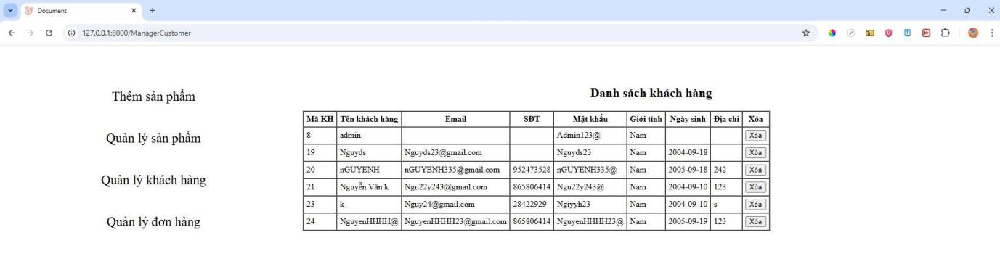 Document
127.0.0.1:8000/ManagerCustomer
Thêm sản phẩm
Quản lý sản phẩm
Quản lý khách hàng
Quản lý đơn hàng
Danh sách khách hàng
Mã KH Tên khách hàng Email SĐT Mật khẩu Giới tính Ngày sinh Địa chỉ Xóa
8 admin Admin123@ Nam Xóa
19 Nguyds Nguyds23@gmail.com Nguyds23 Nam 2004-09-18 Xóa
20 nGUYENH nGUYENH335@gmail.com 952473528 nGUYENH335@ Nam 2005-09-18 242 Xóa
21 Nguyễn Văn k Ngu22y243@gmail.com 865806414 Ngu22y243@ Nam 2004-09-10 123 Xóa
23 k Nguy24@gmail.com 28422929 Ngiyyh23 Nam 2004-09-10 s Xóa
24 NguyenHHHH@ NguyenHHHH23@gmail.com 865806414 NguyenHHHH23@ Nam 2005-09-19 123 Xóa